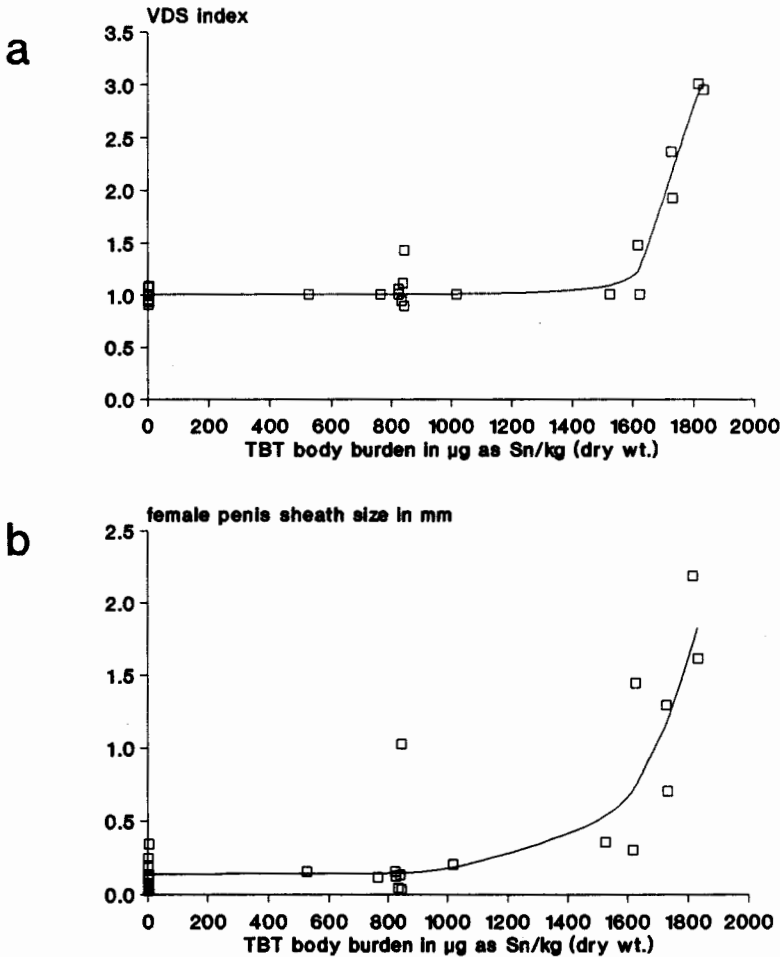 a
VDS index
3.5
3.0
2.5
2.0
1.5
1.0
0.5
0.0
0 200 400 600 800 1000 1200 1400 1600 1800 2000
TBT body burden in µg as Sn/kg (dry wt.)
b
female penis sheath size in mm
2.5
2.0
1.5
1.0
0.5
0.0
0 200 400 600 800 1000 1200 1400 1600 1800 2000
TBT body burden in µg as Sn/kg (dry wt.)